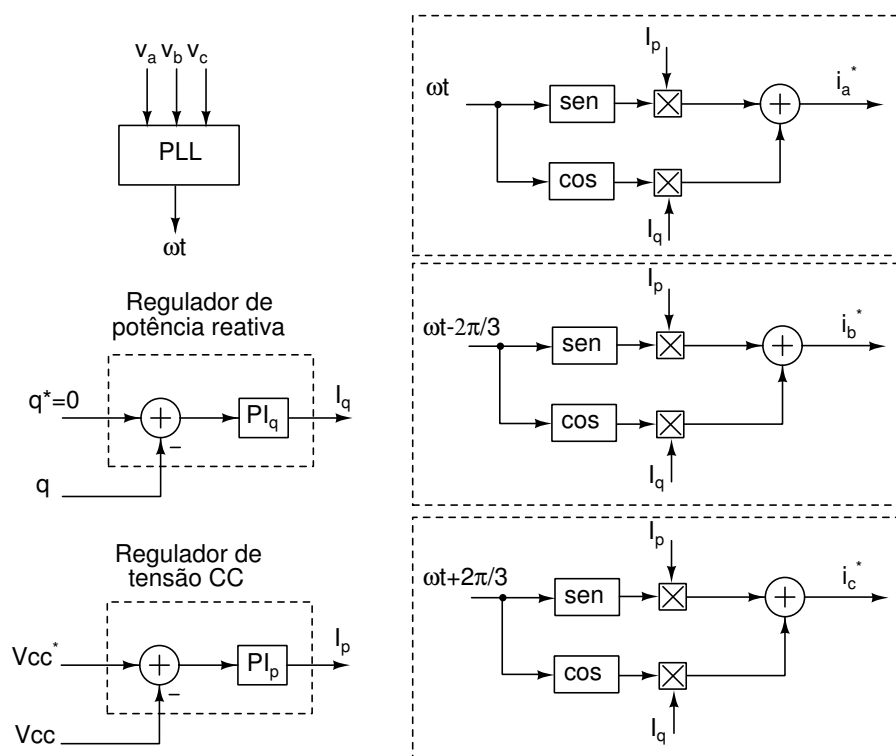 va vb vc
PLL
ωt
Regulador de
potência reativa
q*=0
PIq
Iq
–
q
Regulador de
tensão CC
Vcc*
PIp
Ip
–
Vcc
Ip
ωt
sen
ia*
cos
Iq
Ip
ωt-2π/3
sen
ib*
cos
Iq
Ip
ωt+2π/3
sen
ic*
cos
Iq